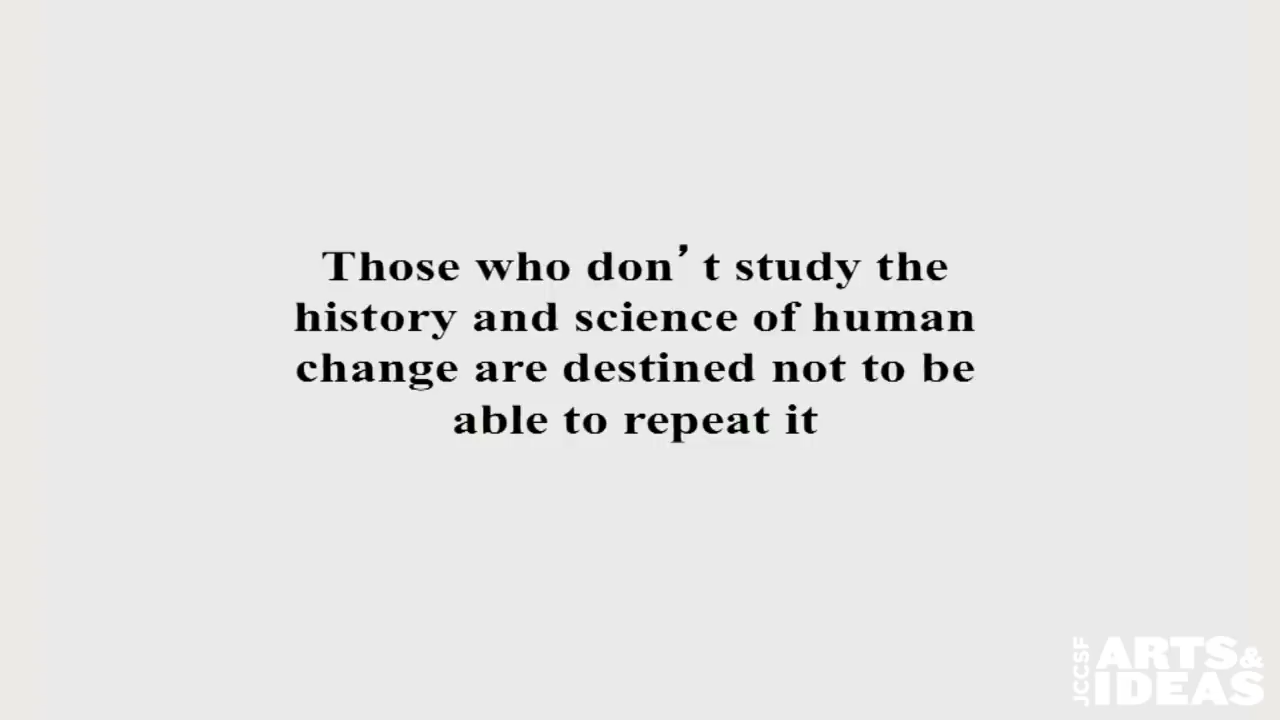 Those who don’t study the
history and science of human
change are destined not to be
able to repeat it
JCCSF
ARTS&
IDEAS